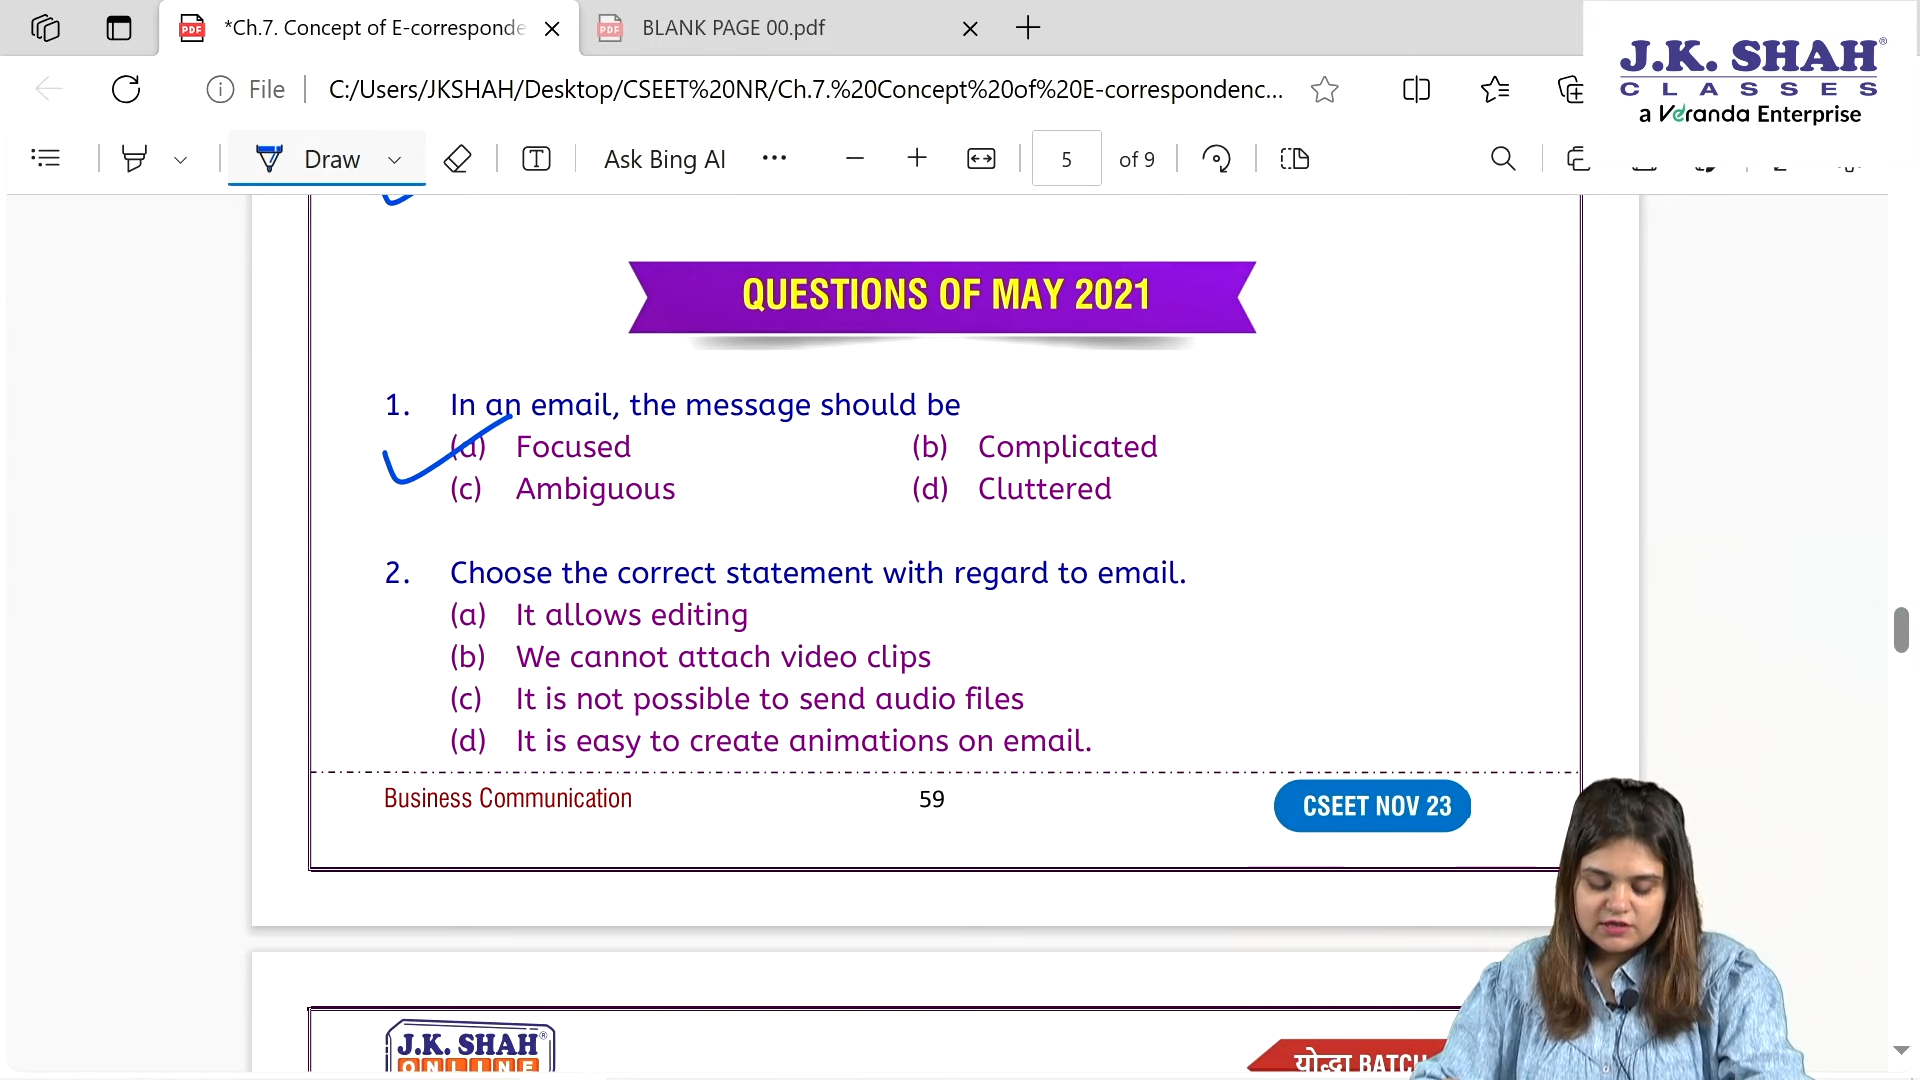 *Ch.7. Concept of E-corresponde
BLANK PAGE 00.pdf
J.K. SHAH®
CLASSES
a Veranda Enterprise
File
C:/Users/JKSHAH/Desktop/CSEET%20NR/Ch.7.%20Concept%20of%20E-correspondenc...
Draw
Ask Bing AI
5
of 9
QUESTIONS OF MAY 2021
1. In an email, the message should be
(a) Focused (b) Complicated
(c) Ambiguous (d) Cluttered
2. Choose the correct statement with regard to email.
(a) It allows editing
(b) We cannot attach video clips
(c) It is not possible to send audio files
(d) It is easy to create animations on email.
Business Communication 59 CSEET NOV 23
J.K. SHAH®
ONLINE
योद्धा BATCH